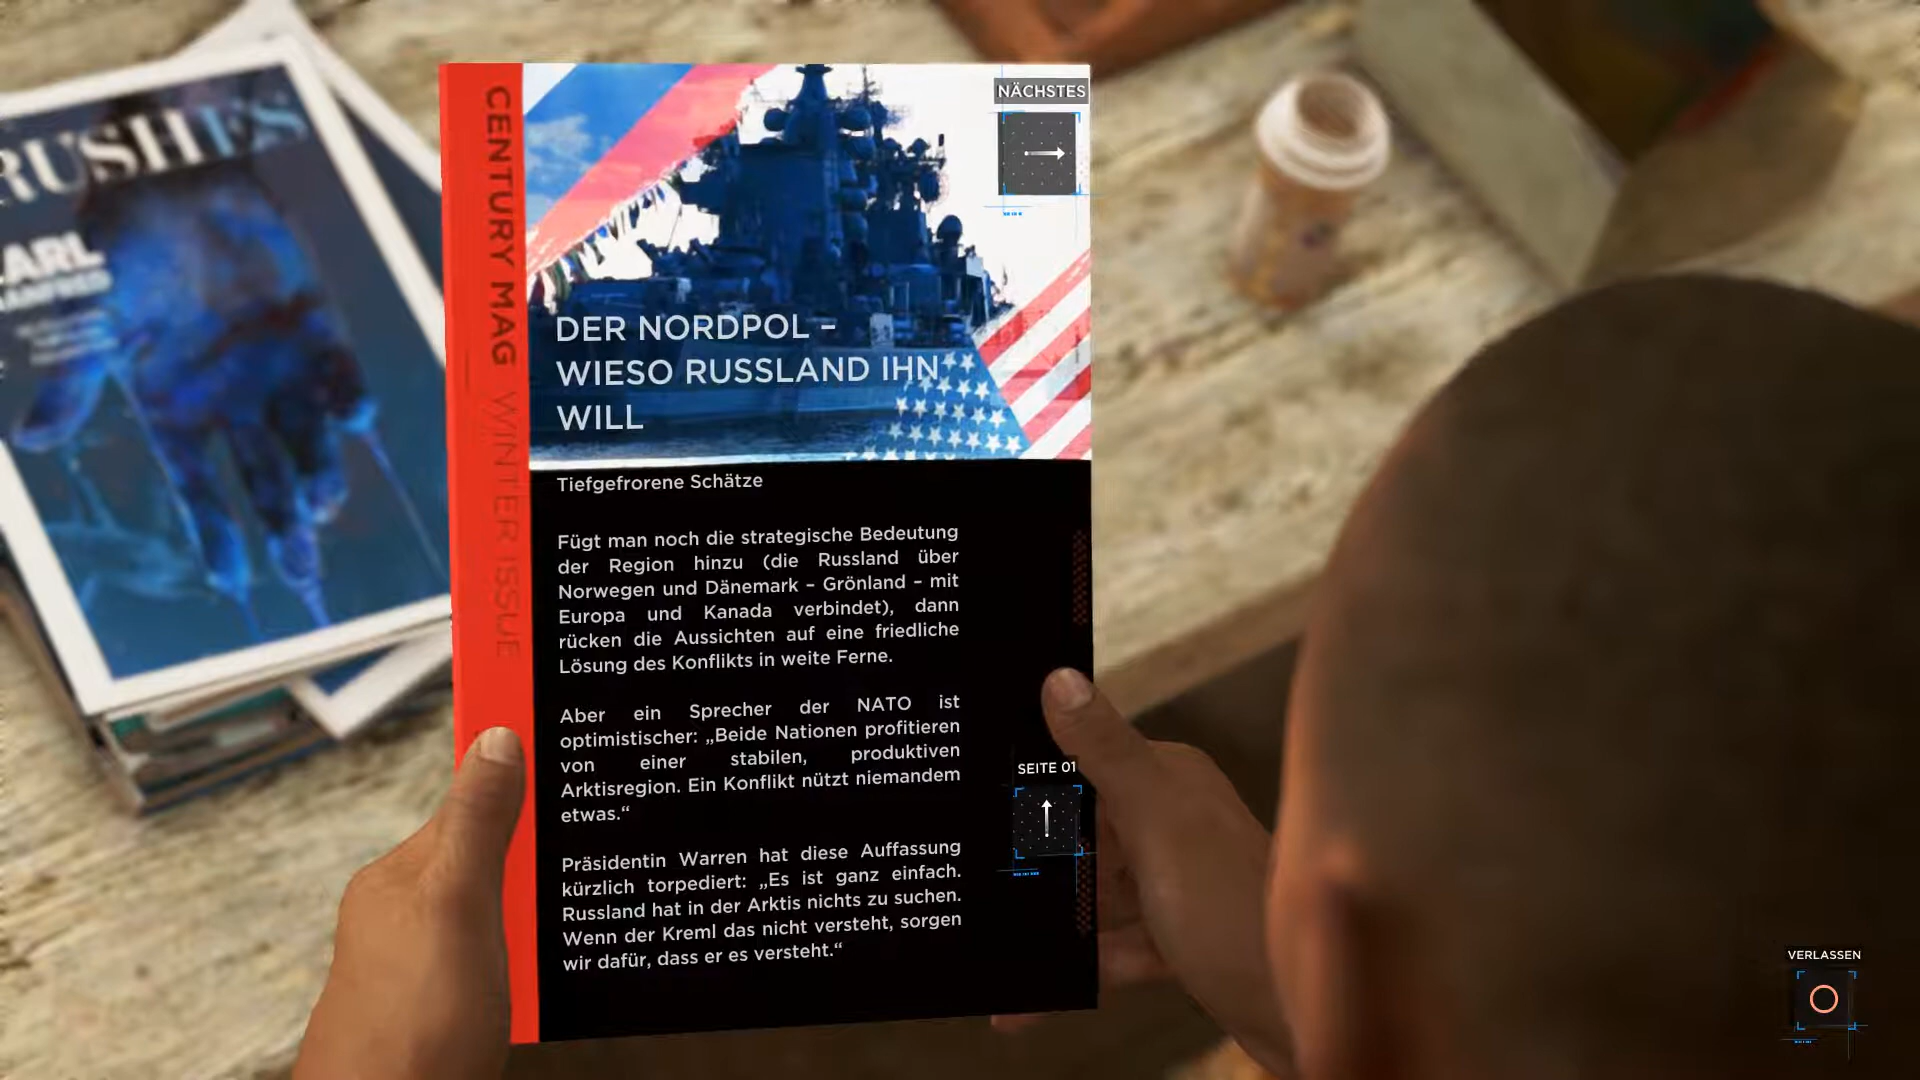 RUSHES
CENTURY MAG WINTER ISSUE
NÄCHSTES
DER NORDPOL –
WIESO RUSSLAND IHN
WILL
Tiefgefrorene Schätze
Fügt man noch die strategische Bedeutung
der Region hinzu (die Russland über
Norwegen und Dänemark – Grönland – mit
Europa und Kanada verbindet), dann
rücken die Aussichten auf eine friedliche
Lösung des Konflikts in weite Ferne.
Aber ein Sprecher der NATO ist
optimistischer: „Beide Nationen profitieren
von einer stabilen, produktiven
Arktisregion. Ein Konflikt nützt niemandem
etwas.“
Präsidentin Warren hat diese Auffassung
kürzlich torpediert: „Es ist ganz einfach.
Russland hat in der Arktis nichts zu suchen.
Wenn der Kreml das nicht versteht, sorgen
wir dafür, dass er es versteht.“
SEITE 01
VERLASSEN